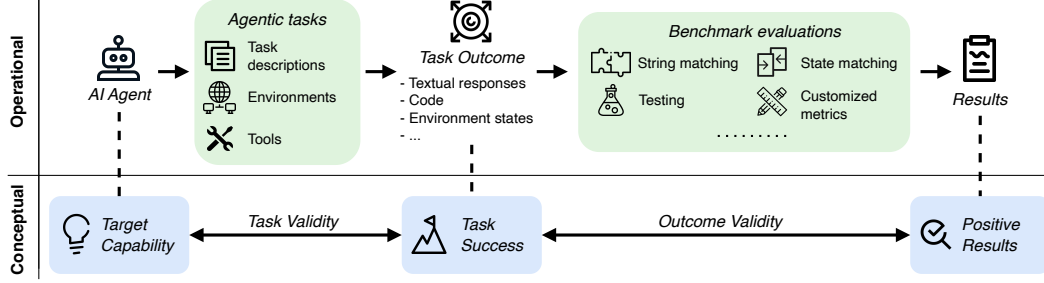 Operational
AI Agent
Agentic tasks
Task
descriptions
Environments
Tools
Task Outcome
- Textual responses
- Code
- Environment states
- ...
Benchmark evaluations
String matching
State matching
Testing
Customized
metrics
.........
Results
Conceptual
Target
Capability
Task Validity
Task
Success
Outcome Validity
Positive
Results